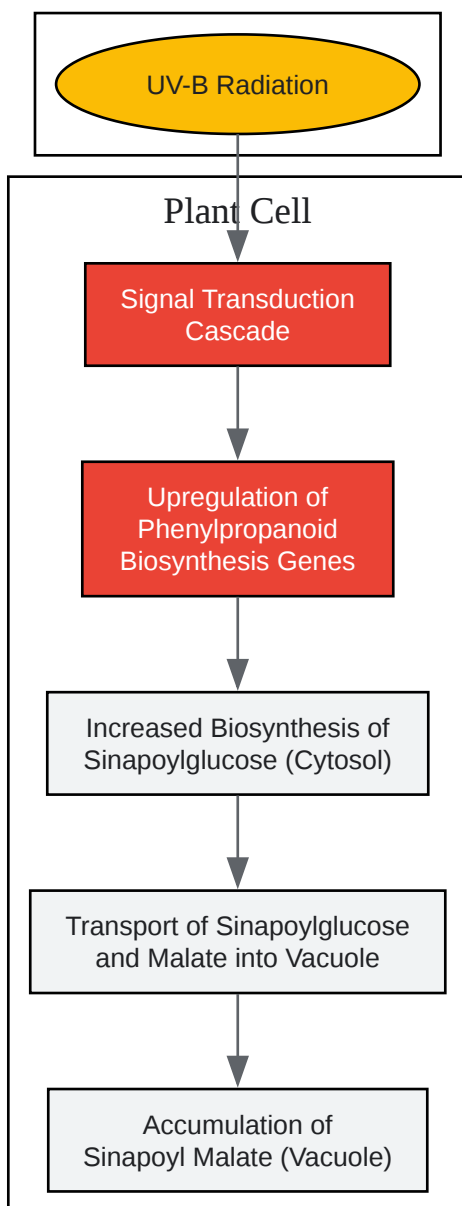 UV-B Radiation
Plant Cell
Signal Transduction
Cascade
Upregulation of
Phenylpropanoid
Biosynthesis Genes
Increased Biosynthesis of
Sinapoylglucose (Cytosol)
Transport of Sinapoylglucose
and Malate into Vacuole
Accumulation of
Sinapoyl Malate (Vacuole)